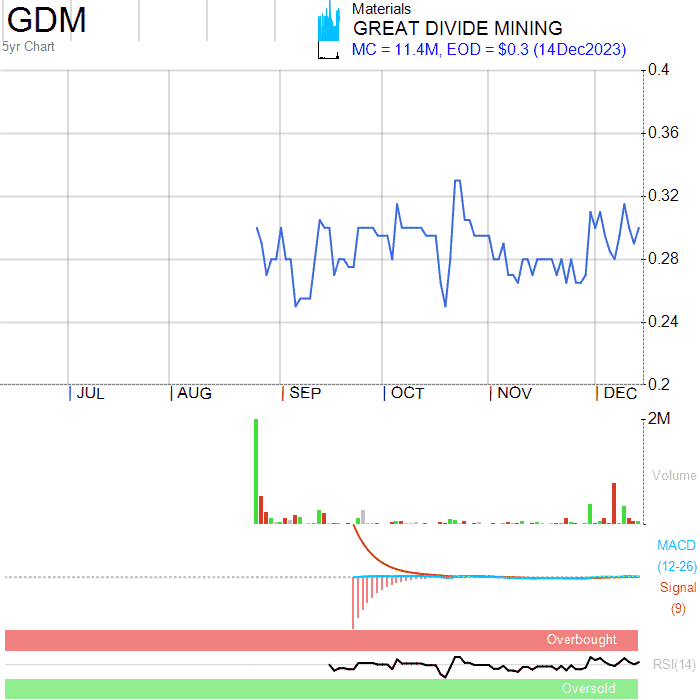 GDM
5yr Chart
Materials
GREAT DIVIDE MINING
MC = 11.4M, EOD = $0.3 (14Dec2023)
0.4
0.36
0.32
0.28
0.24
0.2
JUL AUG SEP OCT NOV DEC
2M
Volume
MACD
(12-26)
Signal
(9)
Overbought
RSI(14)
Oversold